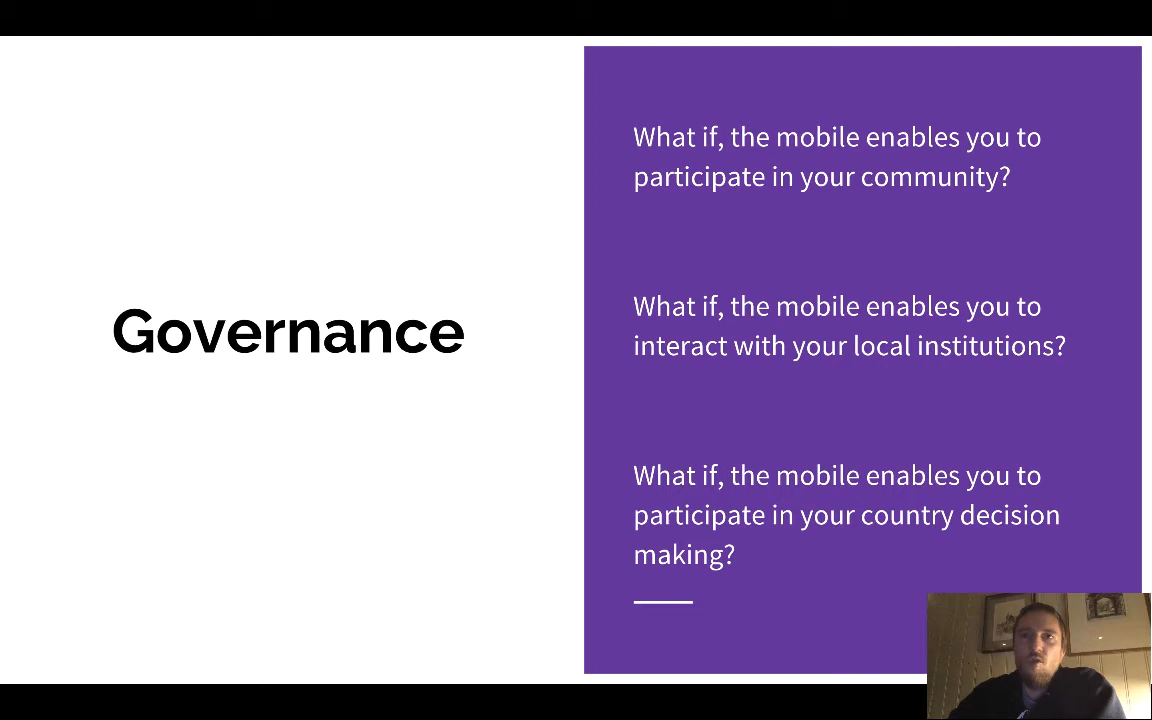 Governance
What if, the mobile enables you to
participate in your community?
What if, the mobile enables you to
interact with your local institutions?
What if, the mobile enables you to
participate in your country decision
making?